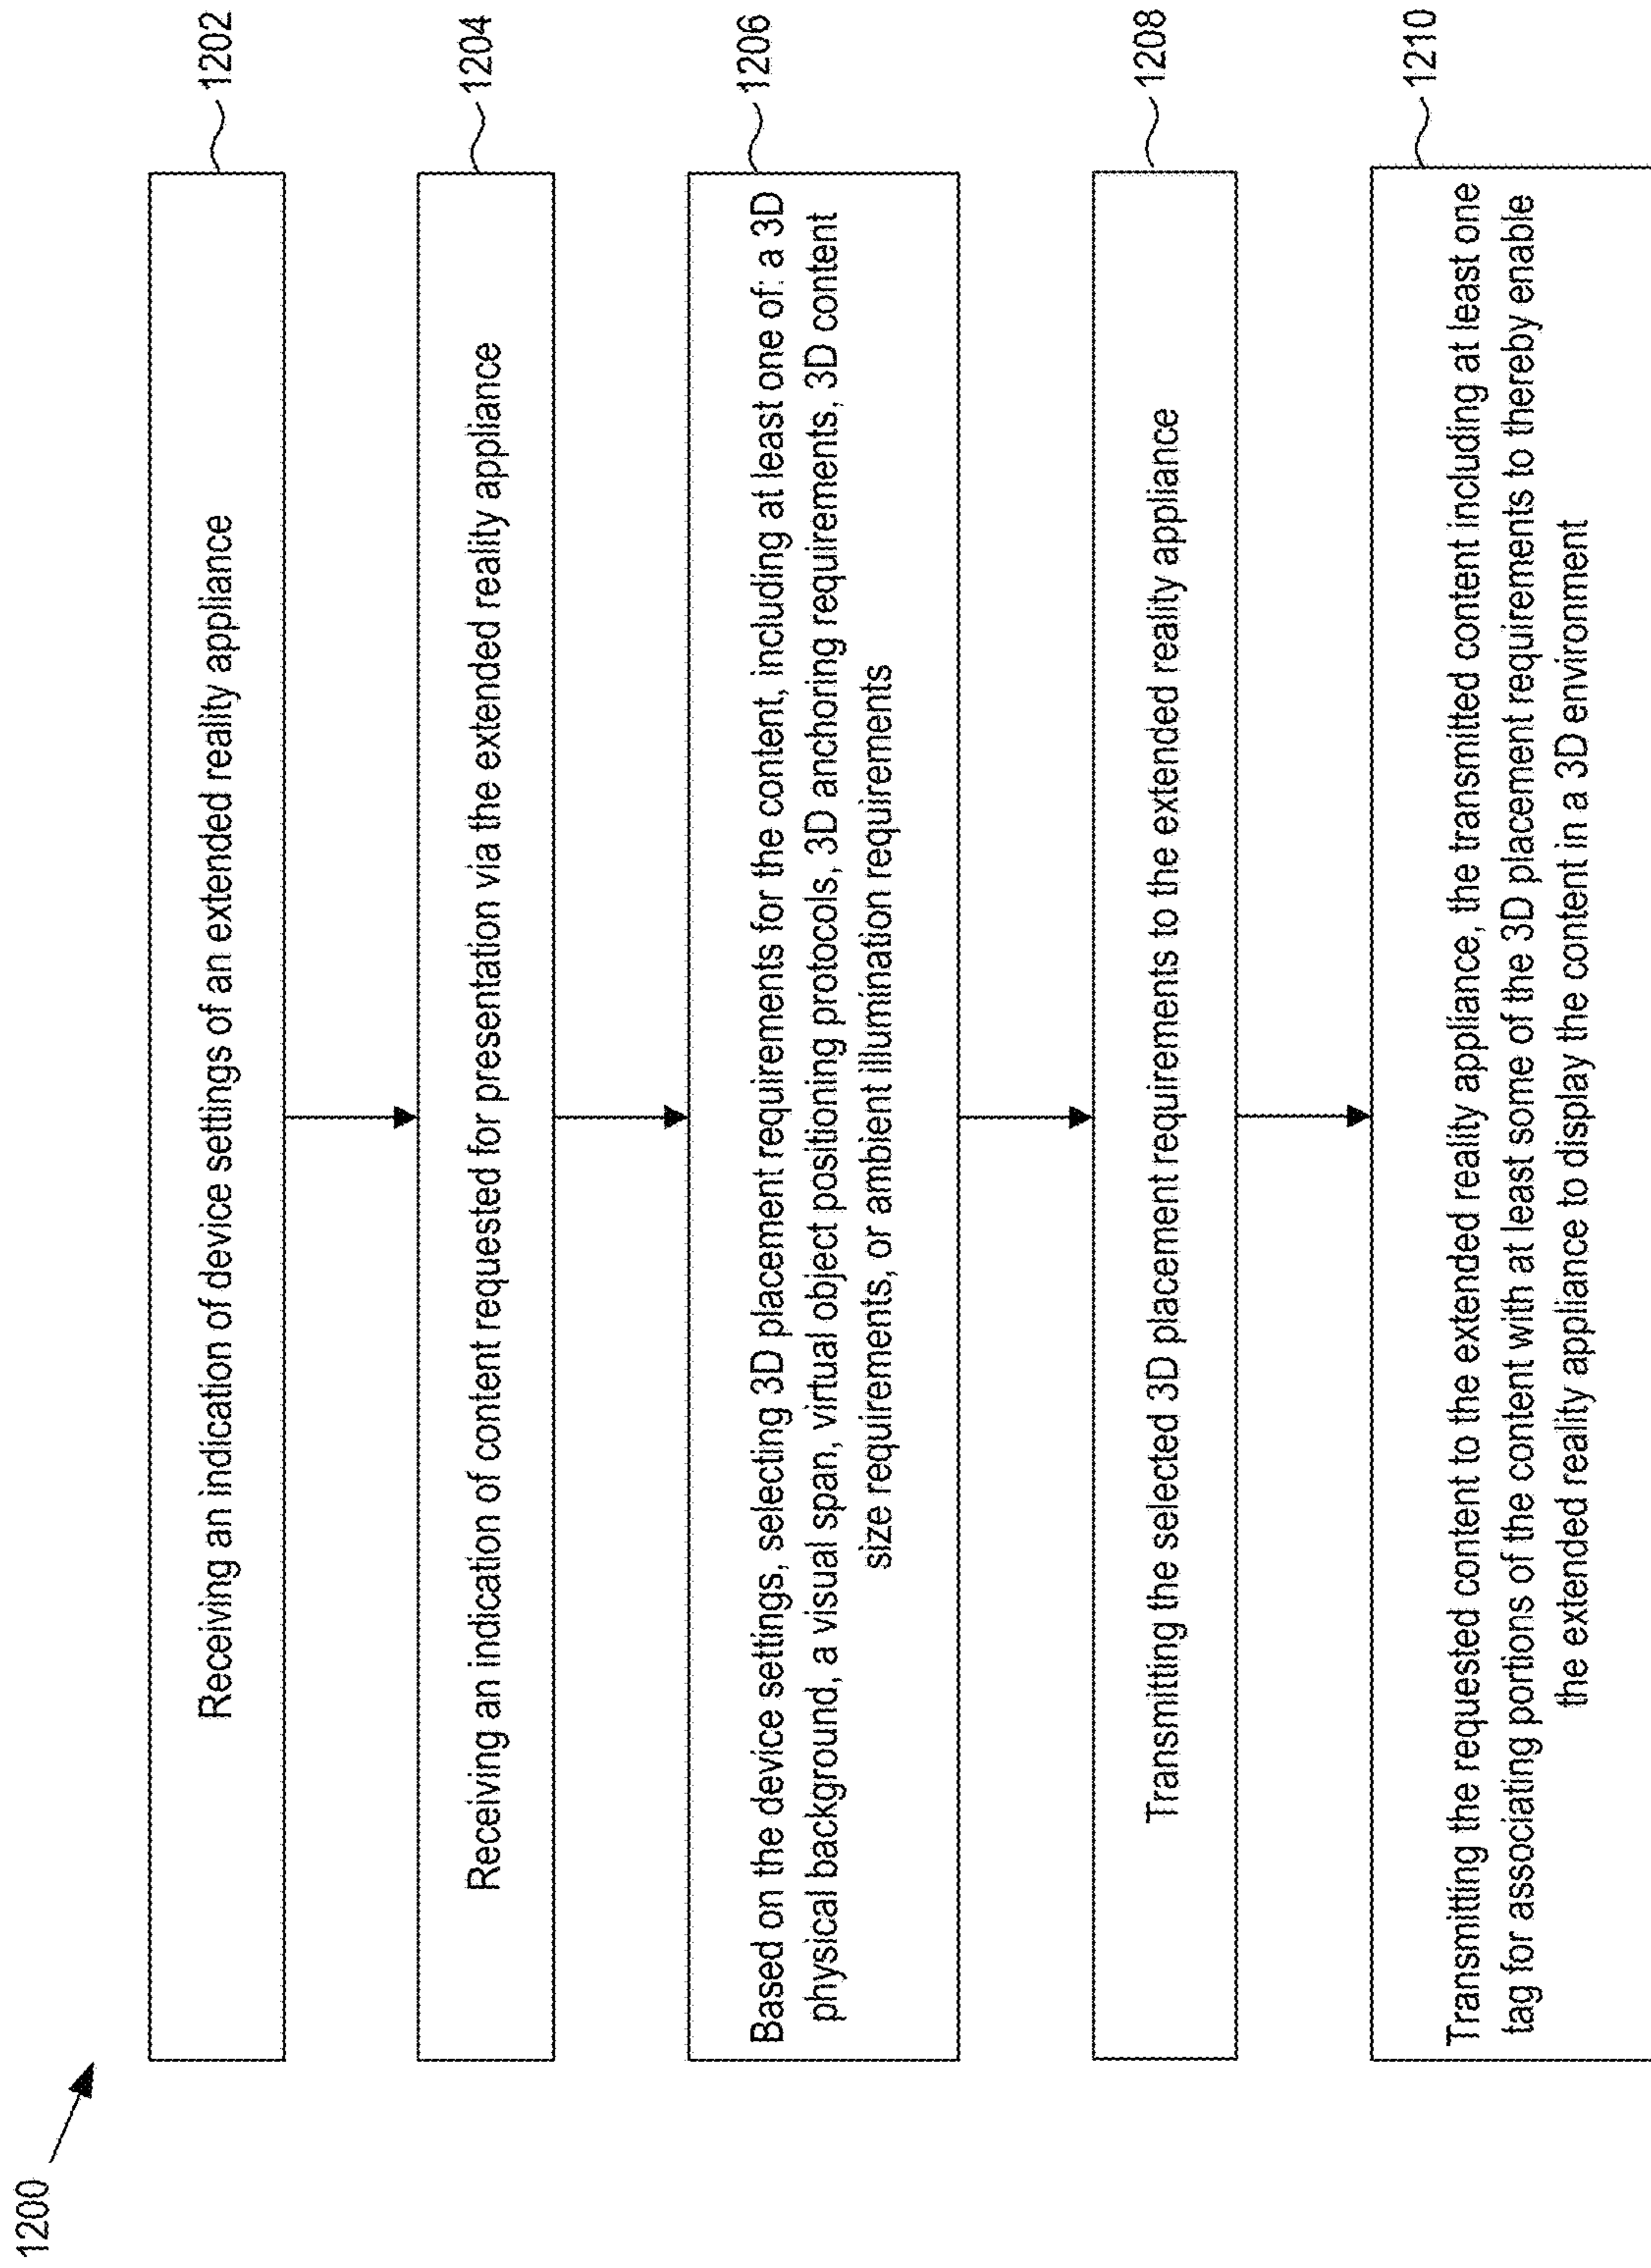 1200
Receiving an indication of device settings of an extended reality appliance
1202
Receiving an indication of content requested for presentation via the extended reality appliance
1204
Based on the device settings, selecting 3D placement requirements for the content, including at least one of: a 3D
physical background, a visual span, virtual object positioning protocols, 3D anchoring requirements, 3D content
size requirements, or ambient illumination requirements
1206
Transmitting the selected 3D placement requirements to the extended reality appliance
1208
Transmitting the requested content to the extended reality appliance, the transmitted content including at least one
tag for associating portions of the content with at least some of the 3D placement requirements to thereby enable
the extended reality appliance to display the content in a 3D environment
1210